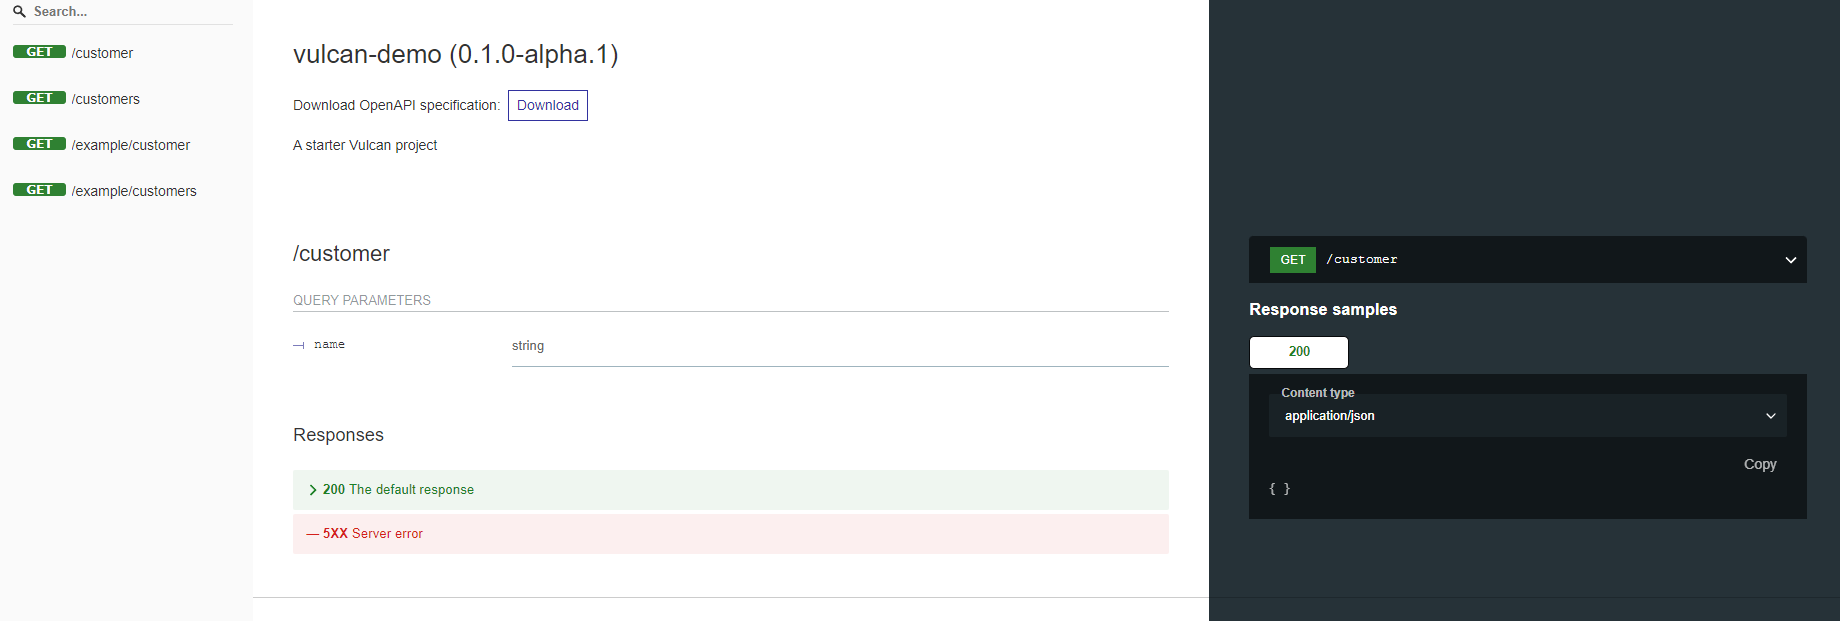 Search...
GET /customer
GET /customers
GET /example/customer
GET /example/customers
vulcan-demo (0.1.0-alpha.1)
Download OpenAPI specification: Download
A starter Vulcan project
/customer
QUERY PARAMETERS
name string
Responses
200 The default response
5XX Server error
GET /customer
Response samples
200
Content type
application/json
Copy
{ }